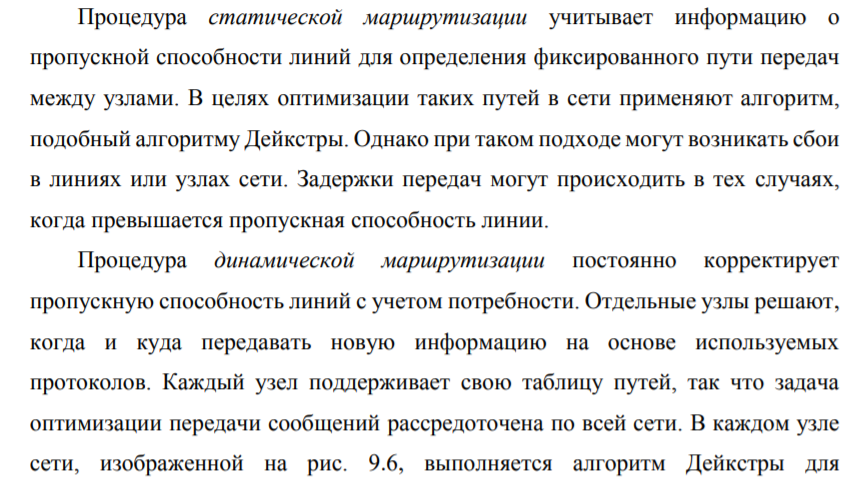 Процедура статической маршрутизации учитывает информацию о
пропускной способности линий для определения фиксированного пути передач
между узлами. В целях оптимизации таких путей в сети применяют алгоритм,
подобный алгоритму Дейкстры. Однако при таком подходе могут возникать сбои
в линиях или узлах сети. Задержки передач могут происходить в тех случаях,
когда превышается пропускная способность линии.
Процедура динамической маршрутизации постоянно корректирует
пропускную способность линий с учетом потребности. Отдельные узлы решают,
когда и куда передавать новую информацию на основе используемых
протоколов. Каждый узел поддерживает свою таблицу путей, так что задача
оптимизации передачи сообщений рассредоточена по всей сети. В каждом узле
сети, изображенной на рис. 9.6, выполняется алгоритм Дейкстры для